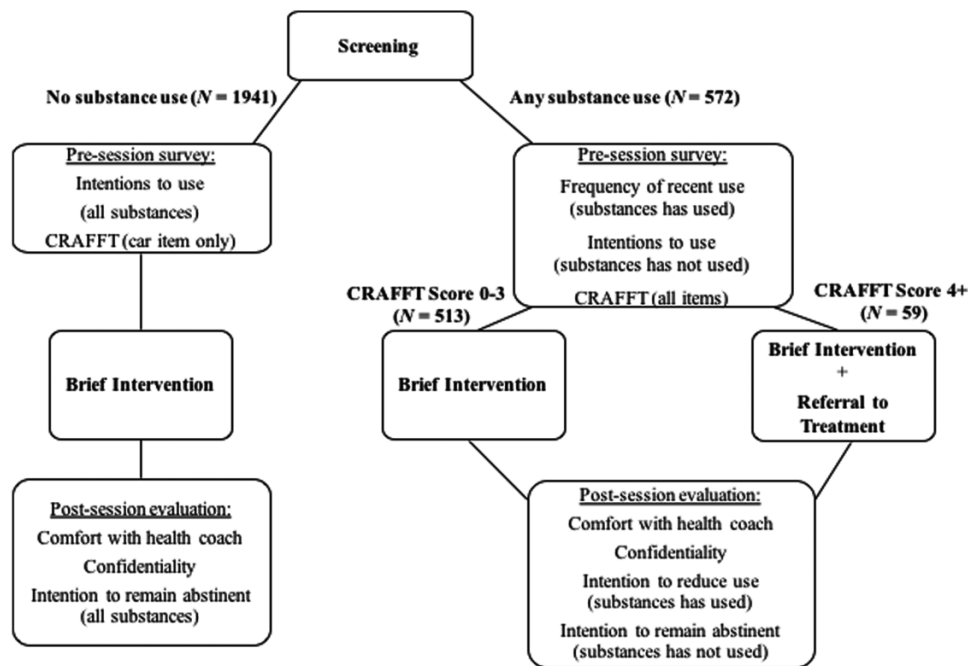 Screening
No substance use (N = 1941)
Any substance use (N = 572)
Pre-session survey:
Intentions to use
(all substances)
CRAFFT (car item only)
Pre-session survey:
Frequency of recent use
(substances has used)
Intentions to use
(substances has not used)
CRAFFT (all items)
CRAFFT Score 0-3
(N = 513)
CRAFFT Score 4+
(N = 59)
Brief Intervention
Brief Intervention
Brief Intervention
+
Referral to
Treatment
Post-session evaluation:
Comfort with health coach
Confidentiality
Intention to remain abstinent
(all substances)
Post-session evaluation:
Comfort with health coach
Confidentiality
Intention to reduce use
(substances has used)
Intention to remain abstinent
(substances has not used)